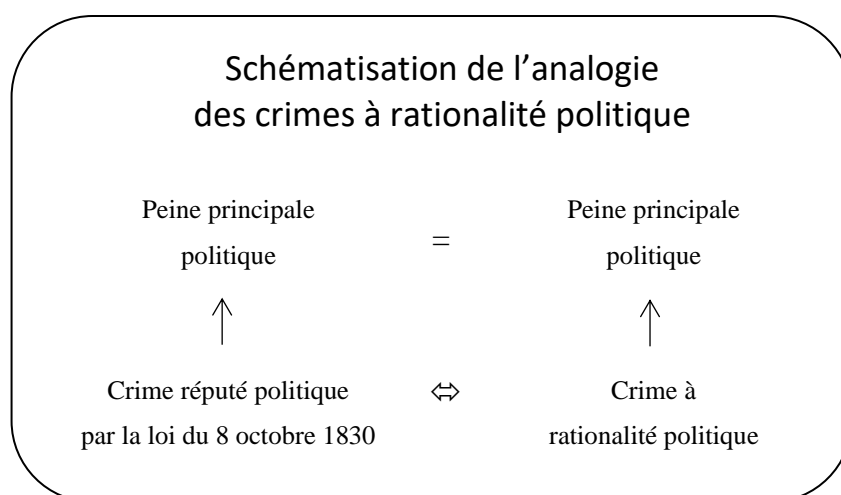 Schématisation de l’analogie
des crimes à rationalité politique
Peine principale
politique
=
Peine principale
politique
↑
↑
Crime réputé politique
par la loi du 8 octobre 1830
⇔
Crime à
rationalité politique